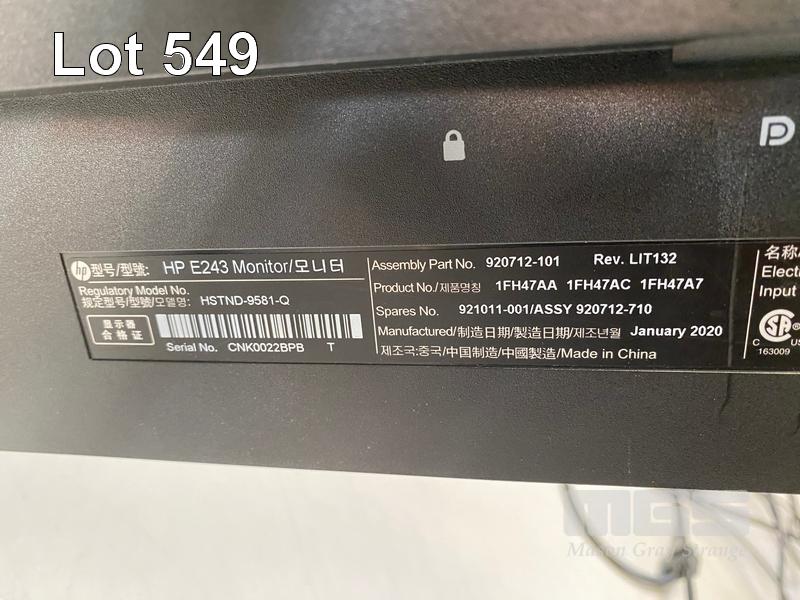 Lot 549
hp 型号/型號: HP E243 Monitor/모니터
Regulatory Model No.
规定型号/型號/모델명: HSTND-9581-Q
显示器
合格证
Serial No. CNK0022BPB T
Assembly Part No. 920712-101 Rev. LIT132
Product No./제품명칭 1FH47AA 1FH47AC 1FH47A7
Spares No. 921011-001/ASSY 920712-710
Manufactured/制造日期/製造日期/제조년월 January 2020
제조국:중국/中国制造/中國製造/Made in China
名称/
Elect
Input
C US
163009
MGS
Mason Gray Strange